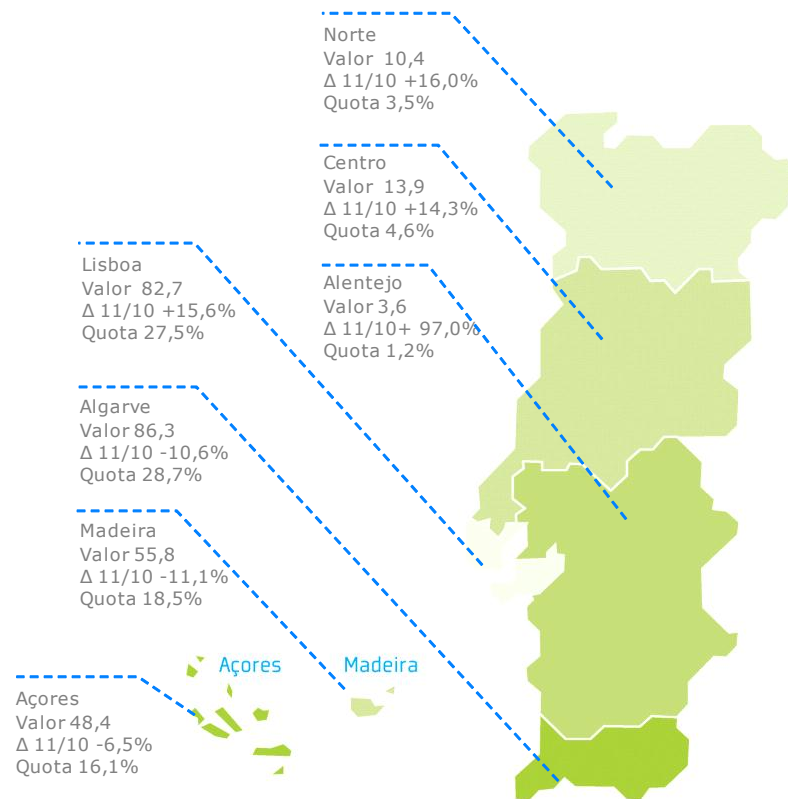 Norte
Valor 10,4
Δ 11/10 +16,0%
Quota 3,5%
Centro
Valor 13,9
Δ 11/10 +14,3%
Quota 4,6%
Lisboa
Valor 82,7
Δ 11/10 +15,6%
Quota 27,5%
Alentejo
Valor 3,6
Δ 11/10+ 97,0%
Quota 1,2%
Algarve
Valor 86,3
Δ 11/10 -10,6%
Quota 28,7%
Madeira
Valor 55,8
Δ 11/10 -11,1%
Quota 18,5%
Açores
Madeira
Açores
Valor 48,4
Δ 11/10 -6,5%
Quota 16,1%